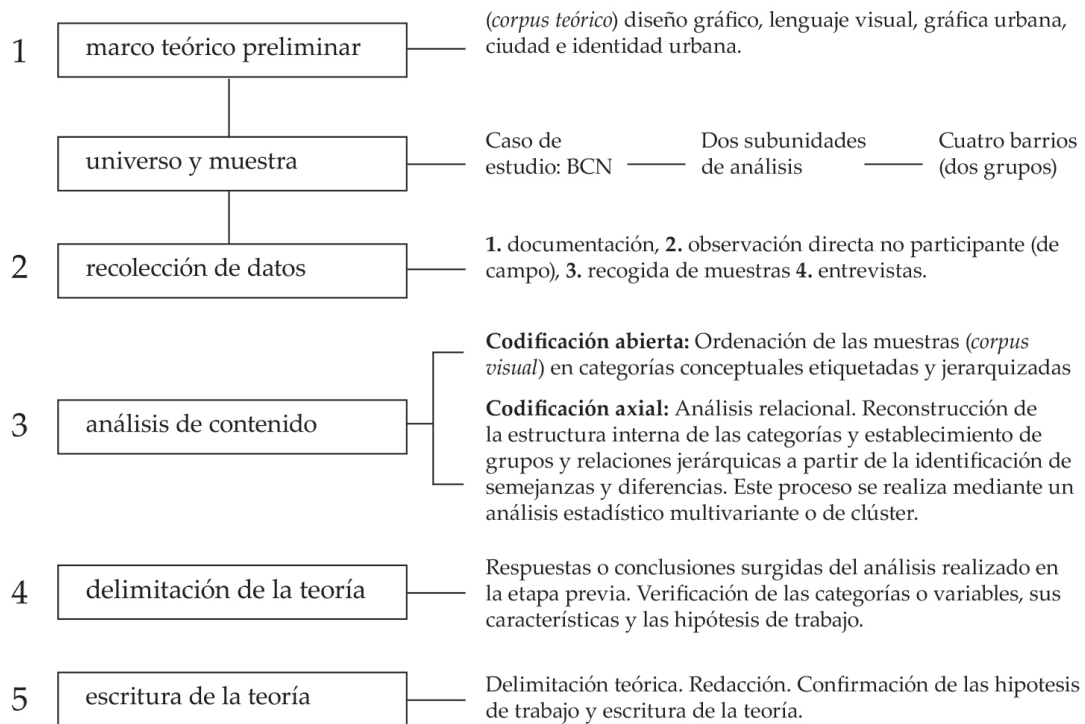 1
marco teórico preliminar
(corpus teórico) diseño gráfico, lenguaje visual, gráfica urbana,
ciudad e identidad urbana.
universo y muestra
Caso de
estudio: BCN
Dos subunidades
de análisis
Cuatro barrios
(dos grupos)
2
recolección de datos
1. documentación, 2. observación directa no participante (de
campo), 3. recogida de muestras 4. entrevistas.
3
análisis de contenido
Codificación abierta: Ordenación de las muestras (corpus
visual) en categorías conceptuales etiquetadas y jerarquizadas
Codificación axial: Análisis relacional. Reconstrucción de
la estructura interna de las categorías y establecimiento de
grupos y relaciones jerárquicas a partir de la identificación de
semejanzas y diferencias. Este proceso se realiza mediante un
análisis estadístico multivariante o de clúster.
4
delimitación de la teoría
Respuestas o conclusiones surgidas del análisis realizado en
la etapa previa. Verificación de las categorías o variables, sus
características y las hipótesis de trabajo.
5
escritura de la teoría
Delimitación teórica. Redacción. Confirmación de las hipotesis
de trabajo y escritura de la teoría.